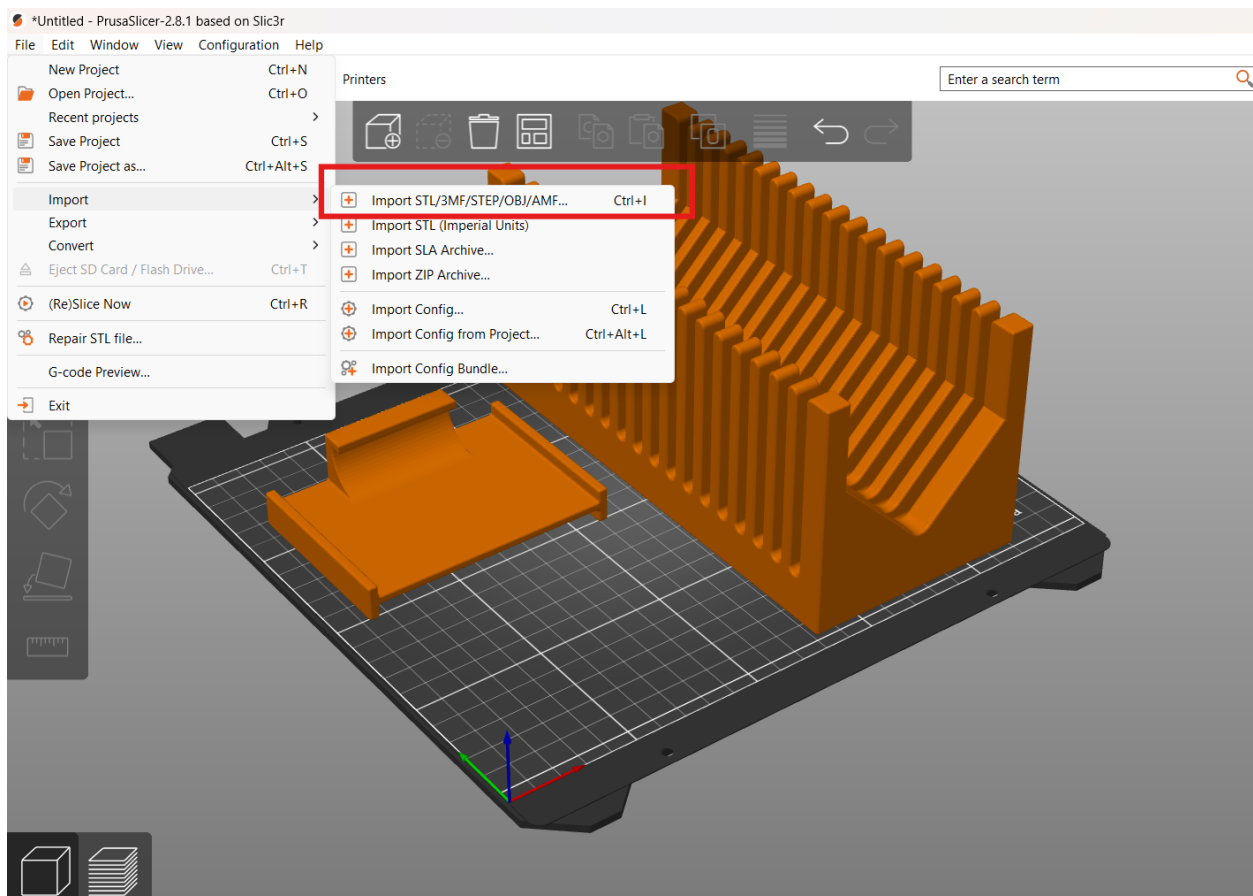 *Untitled - PrusaSlicer-2.8.1 based on Slic3r
File Edit Window View Configuration Help
New Project Ctrl+N
Open Project... Ctrl+O
Recent projects
Save Project Ctrl+S
Save Project as... Ctrl+Alt+S
Import
Export
Convert
Eject SD Card / Flash Drive... Ctrl+T
(Re)Slice Now Ctrl+R
Repair STL file...
G-code Preview...
Exit
Printers
Enter a search term
Import STL/3MF/STEP/OBJ/AMF... Ctrl+I
Import STL (Imperial Units)
Import SLA Archive...
Import ZIP Archive...
Import Config... Ctrl+L
Import Config from Project... Ctrl+Alt+L
Import Config Bundle...